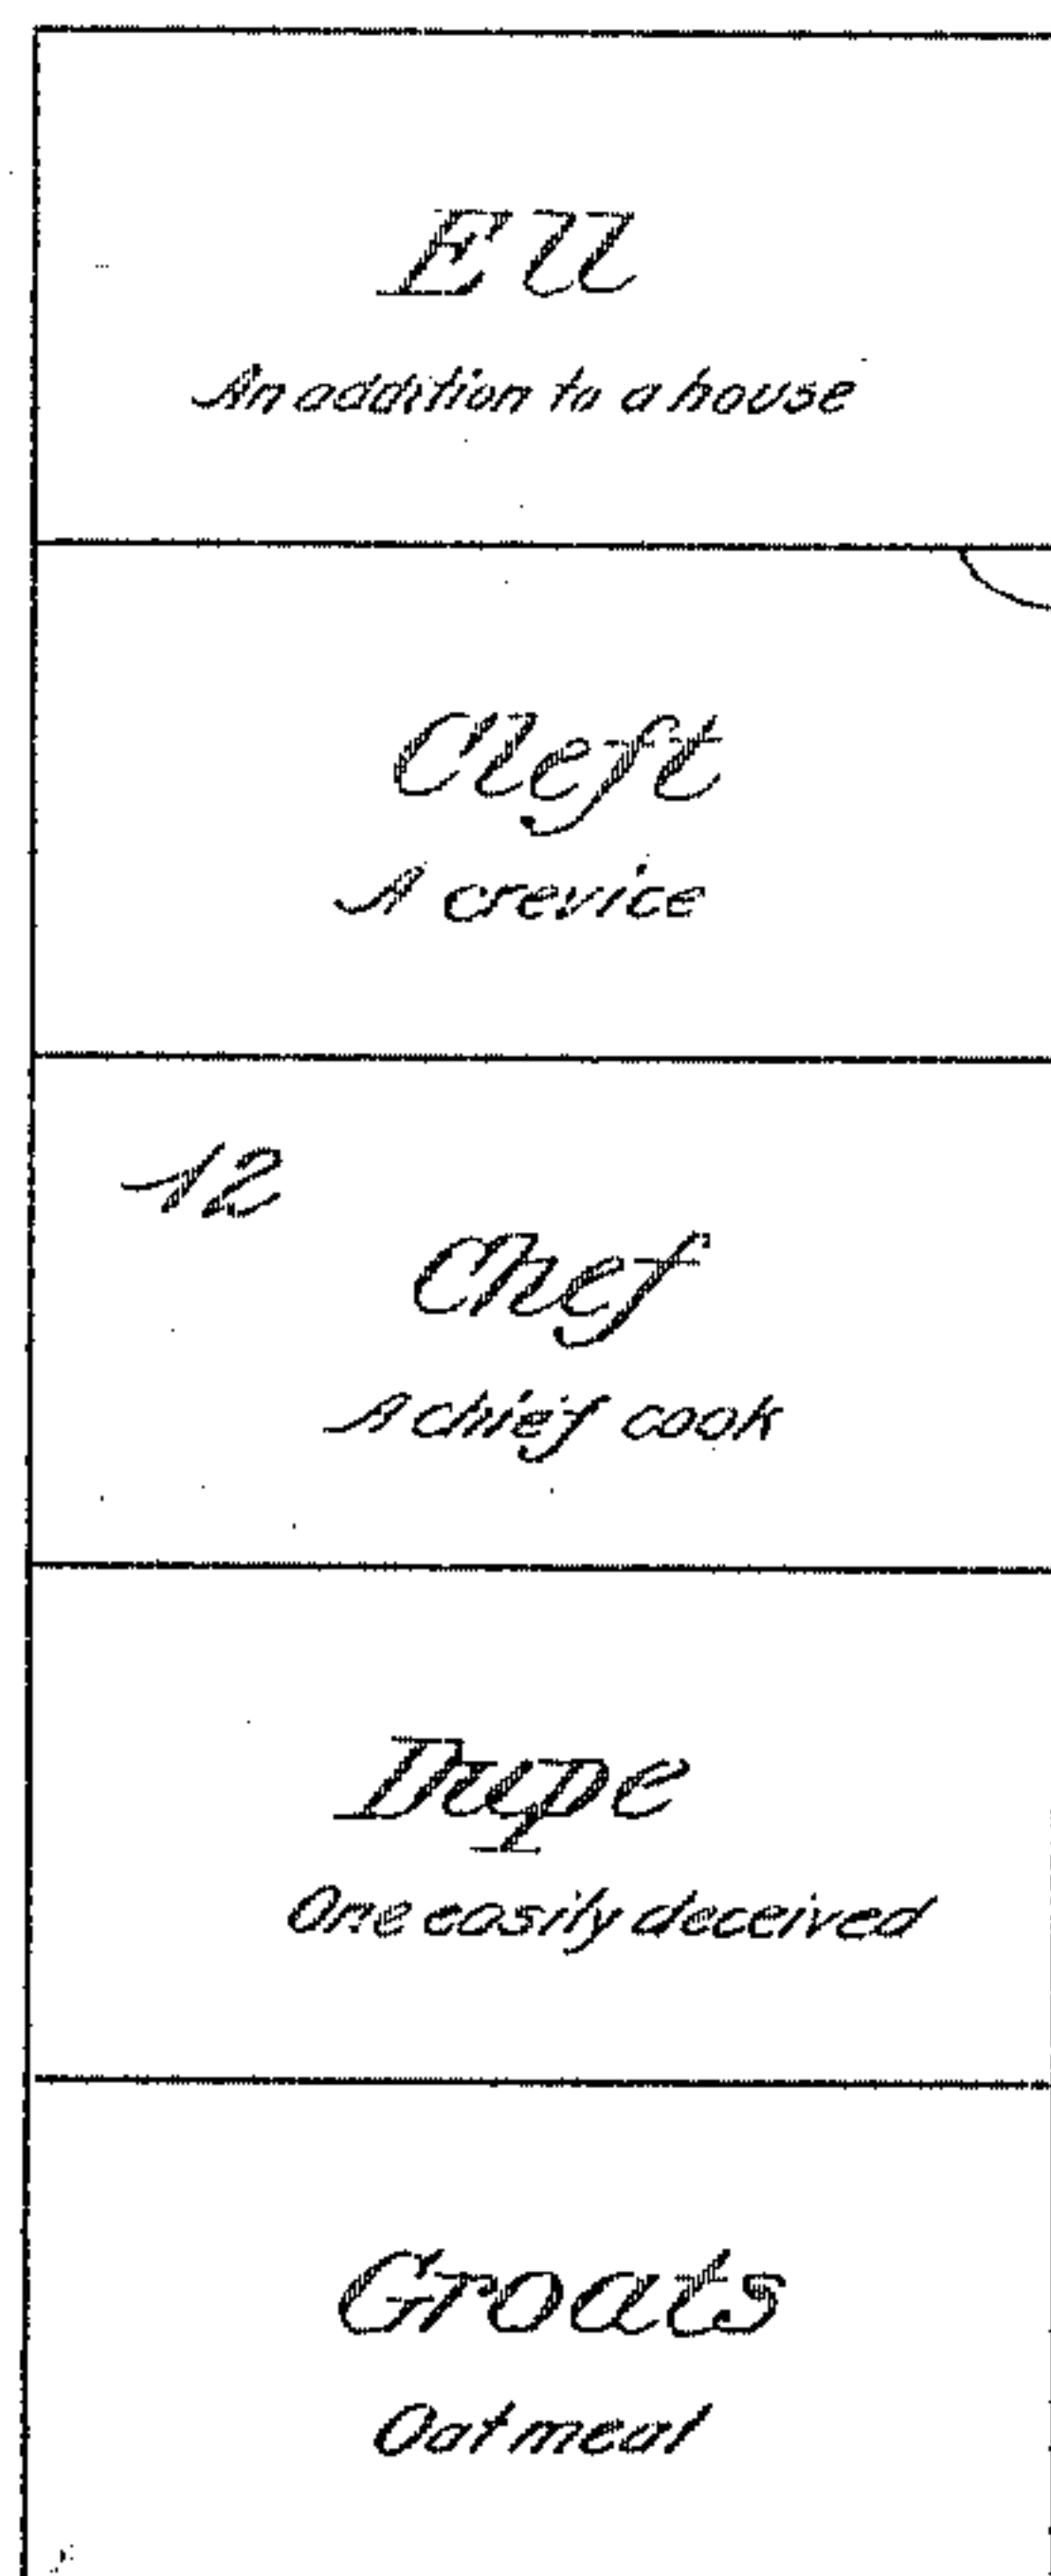 Ell
An addition to a house
Cleft
A crevice
12
Chef
A chief cook
Dupe
One easily deceived
Groats
Oatmeal